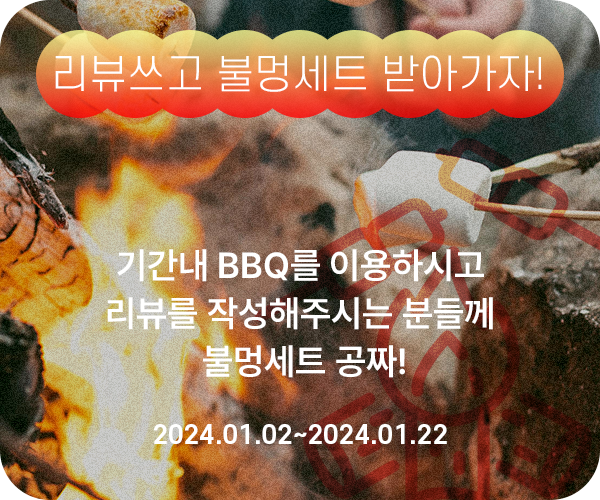 리뷰쓰고 불멍세트 받아가자!
기간내 BBQ를 이용하시고
리뷰를 작성해주시는 분들께
불멍세트 공짜!
2024.01.02~2024.01.22